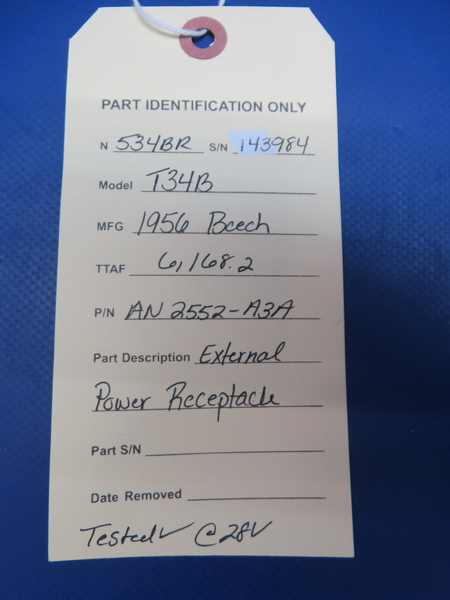 PART IDENTIFICATION ONLY
N 534BR S/N 143984
Model T34B
MFG 1956 Beech
TTAF 6,168.2
P/N AN 2552-A3A
Part Description External
Power Receptacle
Part S/N
Date Removed
Tested✓ @ 28V